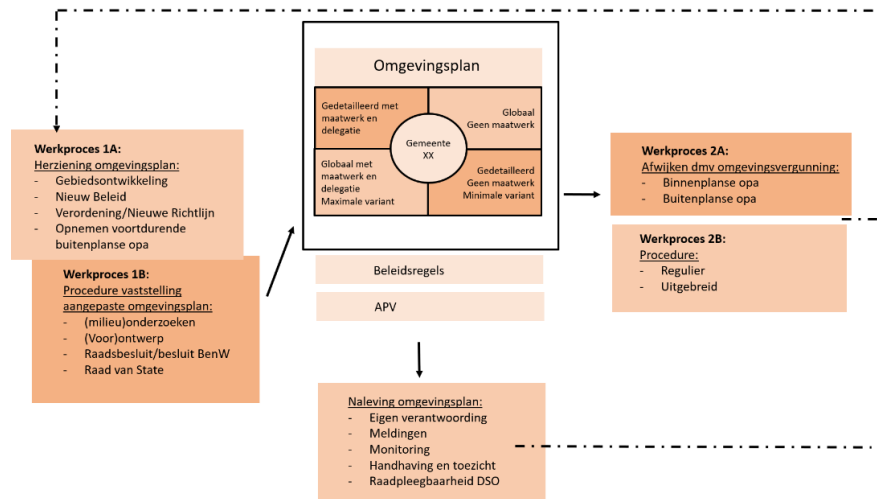 Omgevingsplan
Gedetailleerd met
maatwerk en
delegatie
Globaal
Geen maatwerk
Gemeente
XX
Globaal met
maatwerk en
delegatie
Maximale variant
Gedetailleerd
Geen maatwerk
Minimale variant
Werkproces 1A:
Herziening omgevingsplan:
- Gebiedsontwikkeling
- Nieuw Beleid
- Verordening/Nieuwe Richtlijn
- Opnemen voortdurende
buitenplanse opa
Werkproces 1B:
Procedure vaststelling
aangepaste omgevingsplan:
- (milieu)onderzoeken
- (Voor)ontwerp
- Raadsbesluit/besluit BenW
- Raad van State
Beleidsregels
APV
Werkproces 2A:
Afwijken dmv omgevingsvergunning:
- Binnenplanse opa
- Buitenplanse opa
Werkproces 2B:
Procedure:
- Regulier
- Uitgebreid
Naleving omgevingsplan:
- Eigen verantwoording
- Meldingen
- Monitoring
- Handhaving en toezicht
- Raadpleegbaarheid DSO